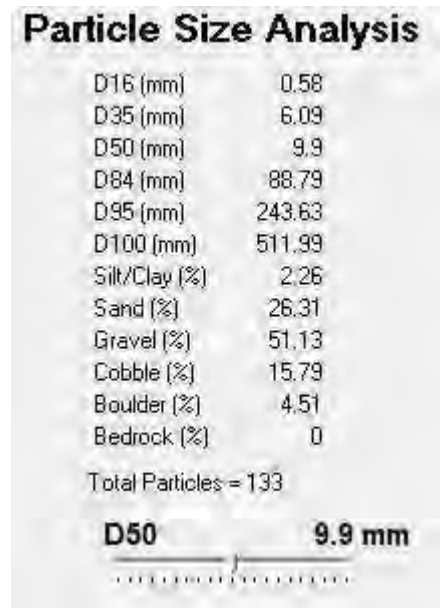 Particle Size Analysis
D16 (mm) 0.58
D35 (mm) 6.09
D50 (mm) 9.9
D84 (mm) 88.79
D95 (mm) 243.63
D100 (mm) 511.99
Silt/Clay (%) 2.26
Sand (%) 26.31
Gravel (%) 51.13
Cobble (%) 15.79
Boulder (%) 4.51
Bedrock (%) 0
Total Particles = 133
D50 9.9 mm